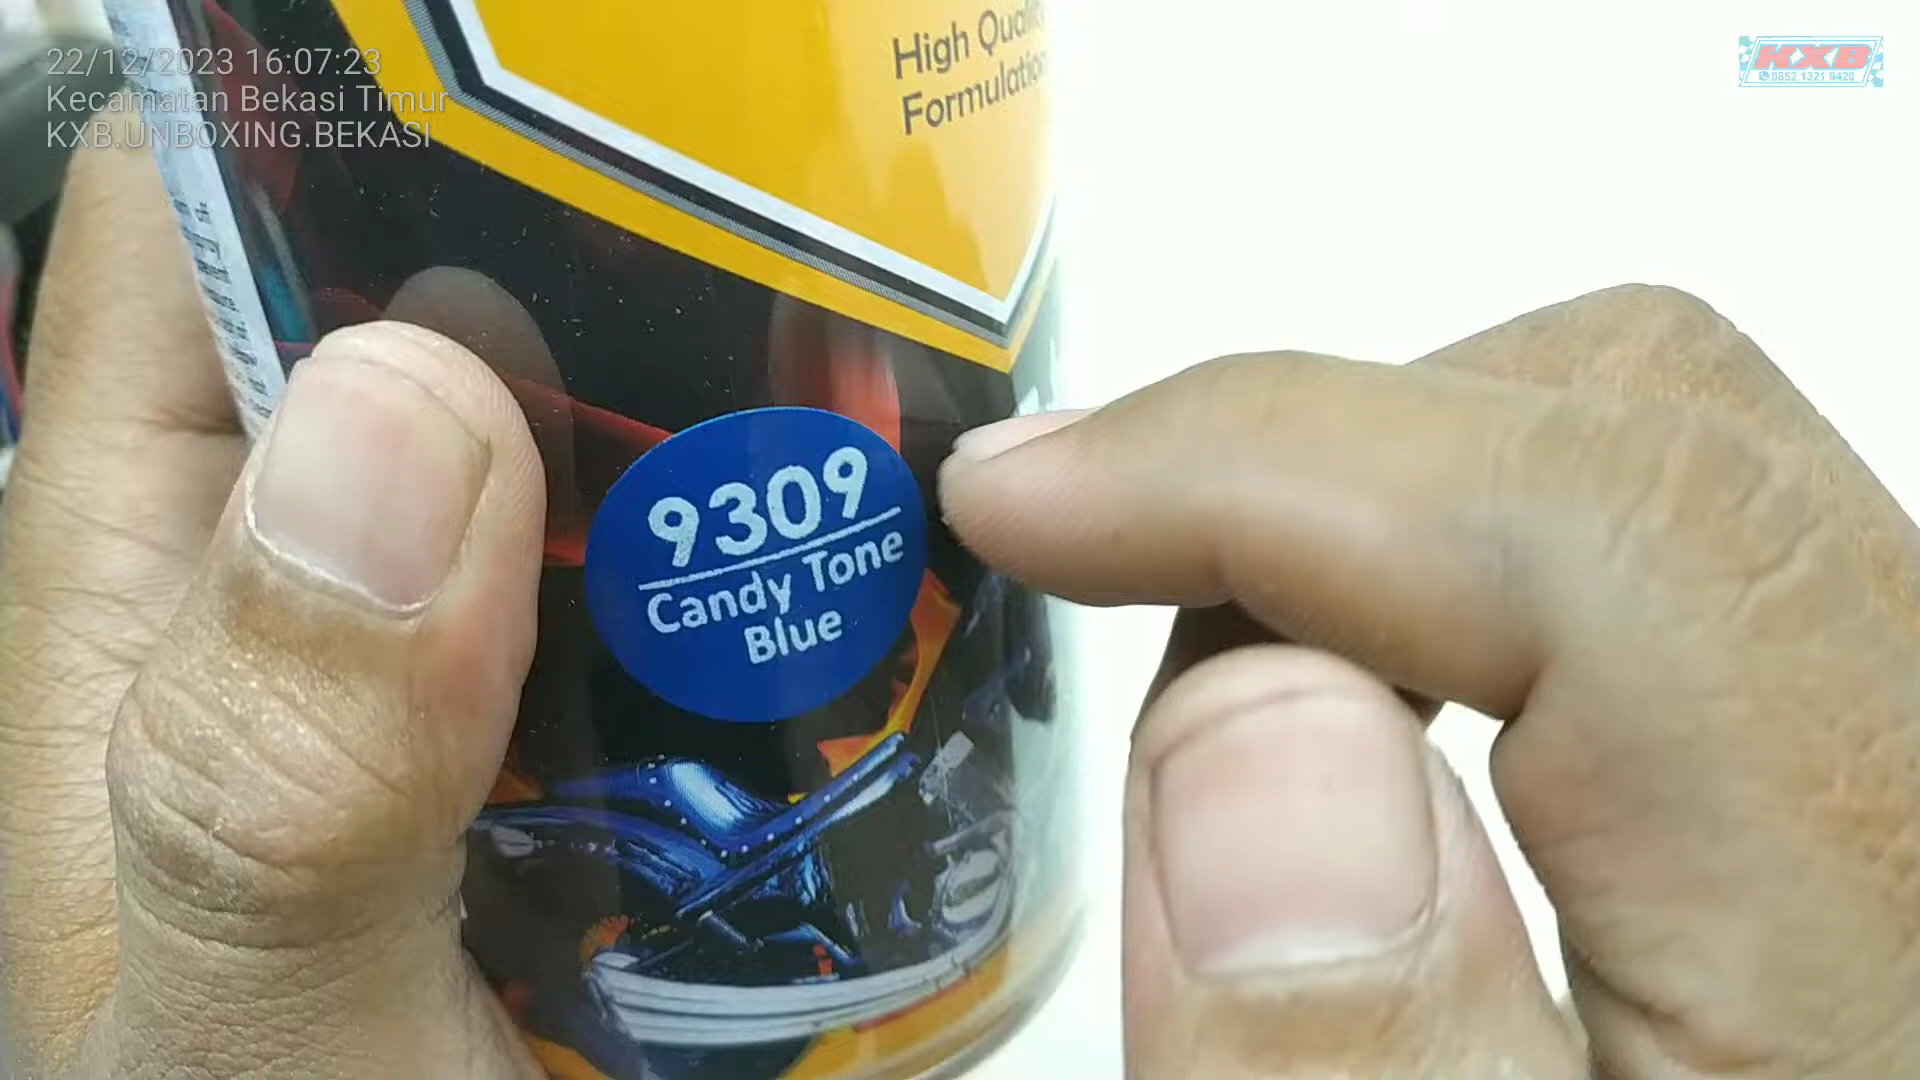 22/12/2023 16:07:23
Kecamatan Bekasi Timur
KXB.UNBOXING.BEKASI
KXB
0852 1321 9420
High Quality
Formulation
9309
Candy Tone
Blue